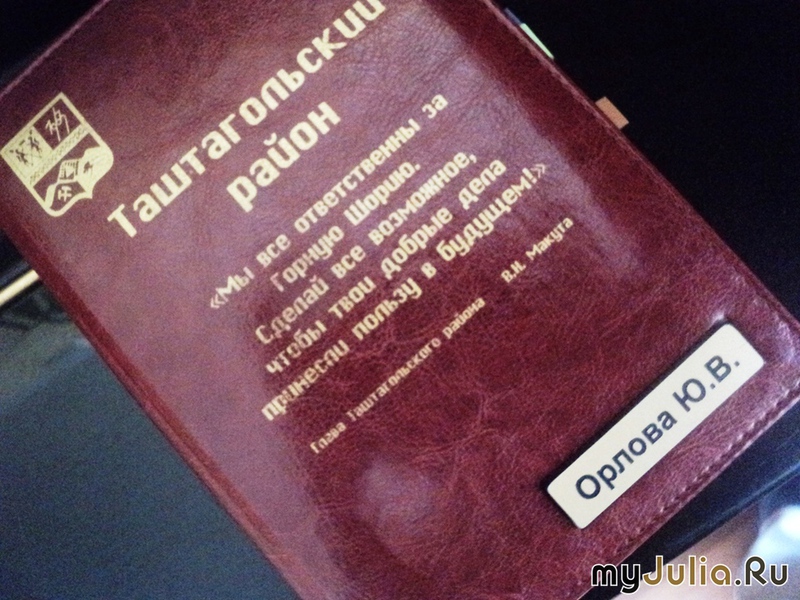 Таштагольский
район
«Мы все ответственны за
Горную Шорию.
Сделай все возможное,
чтобы твои добрые дела
принесли пользу в будущем!»
Глава Таштагольского района В.Н. Макута
Орлова Ю.В.
myJulia.Ru